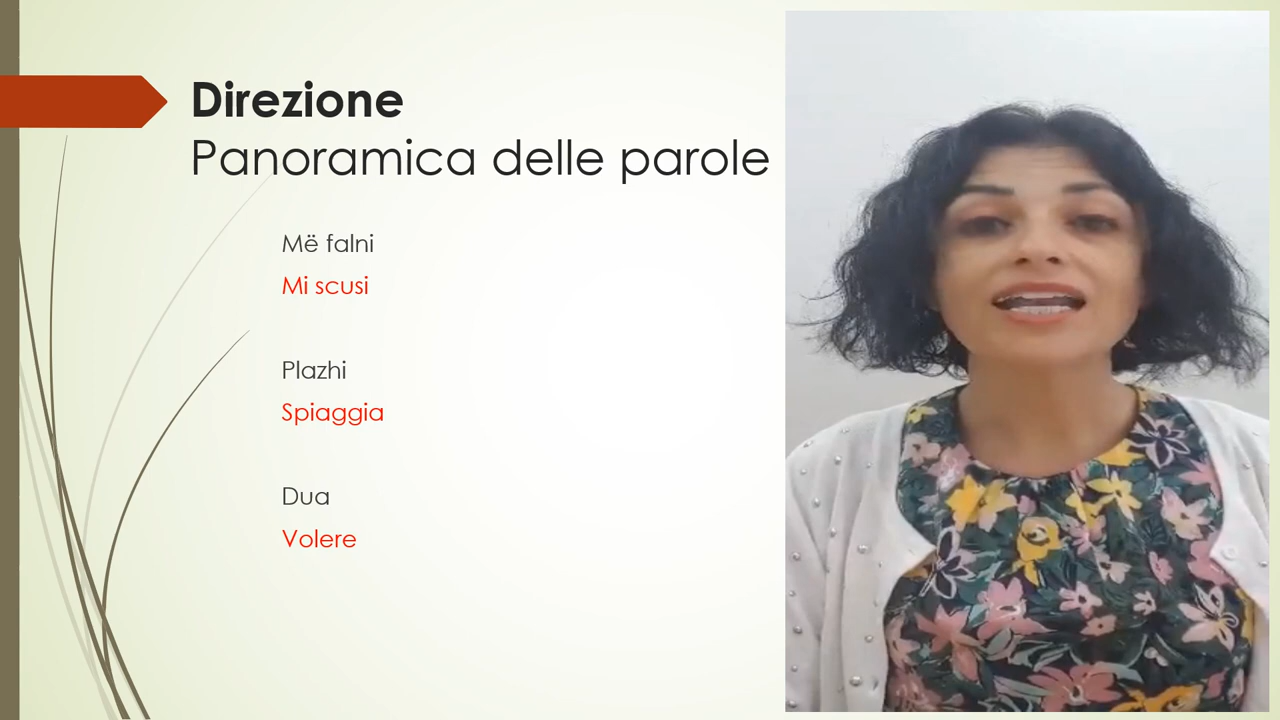 Direzione
Panoramica delle parole
Më falni
Mi scusi
Plazhi
Spiaggia
Dua
Volere